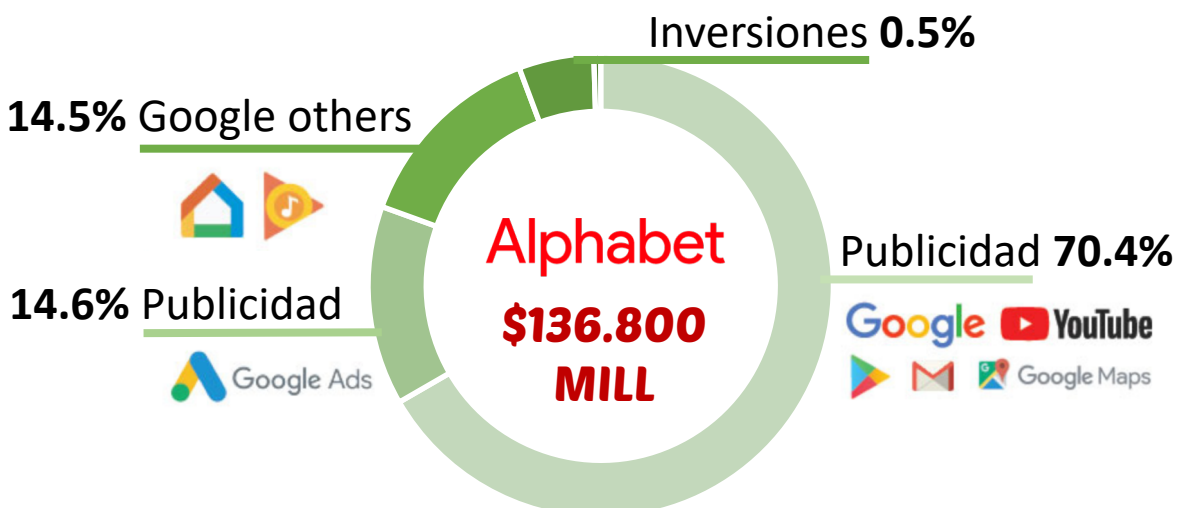 Inversiones 0.5%
14.5% Google others
Alphabet
$136.800
MILL
Publicidad 70.4%
Google YouTube
Google Maps
14.6% Publicidad
Google Ads